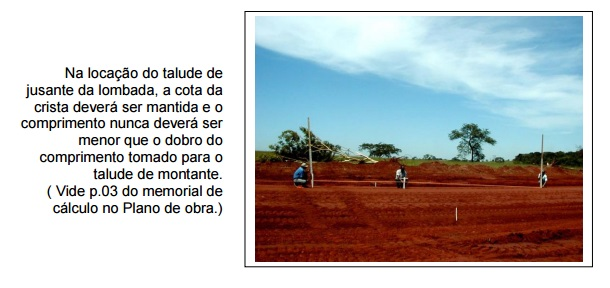 Na locação do talude de
jusante da lombada, a cota da
crista deverá ser mantida e o
comprimento nunca deverá ser
menor que o dobro do
comprimento tomado para o
talude de montante.
( Vide p.03 do memorial de
cálculo no Plano de obra.)